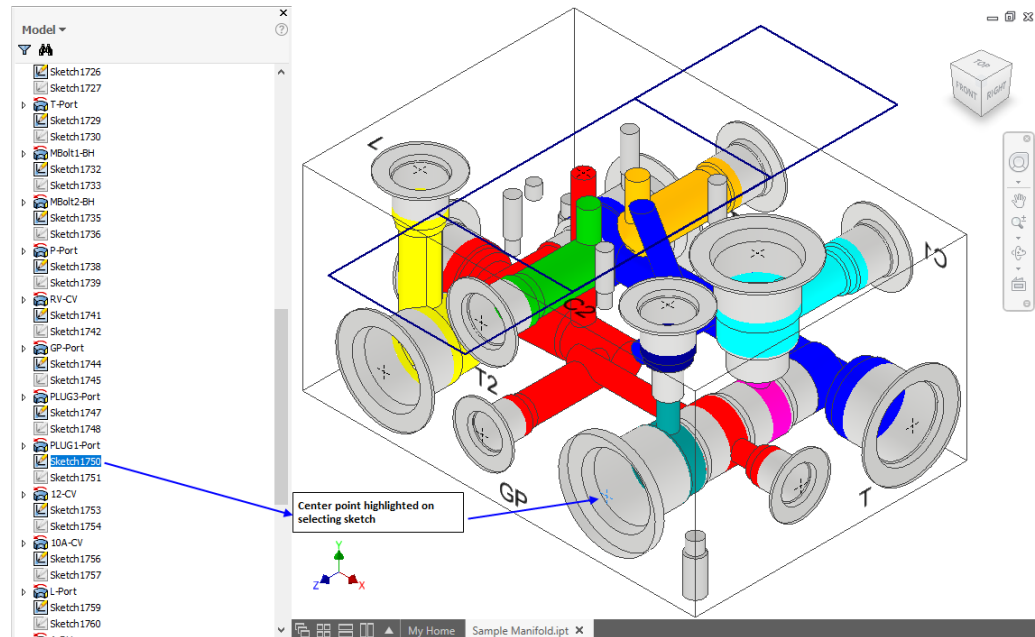 Model
Sketch1726
Sketch1727
T-Port
Sketch1729
Sketch1730
MBolt1-BH
Sketch1732
Sketch1733
MBolt2-BH
Sketch1735
Sketch1736
P-Port
Sketch1738
Sketch1739
RV-CV
Sketch1741
Sketch1742
GP-Port
Sketch1744
Sketch1745
PLUG3-Port
Sketch1747
Sketch1748
PLUG1-Port
Sketch1750
Sketch1751
12-CV
Sketch1753
Sketch1754
10A-CV
Sketch1756
Sketch1757
L-Port
Sketch1759
Sketch1760
TOP
FRONT
RIGHT
L
C1
C2
T2
GP
T
Center point highlighted on
selecting sketch
Y
Z
X
My Home
Sample Manifold.ipt